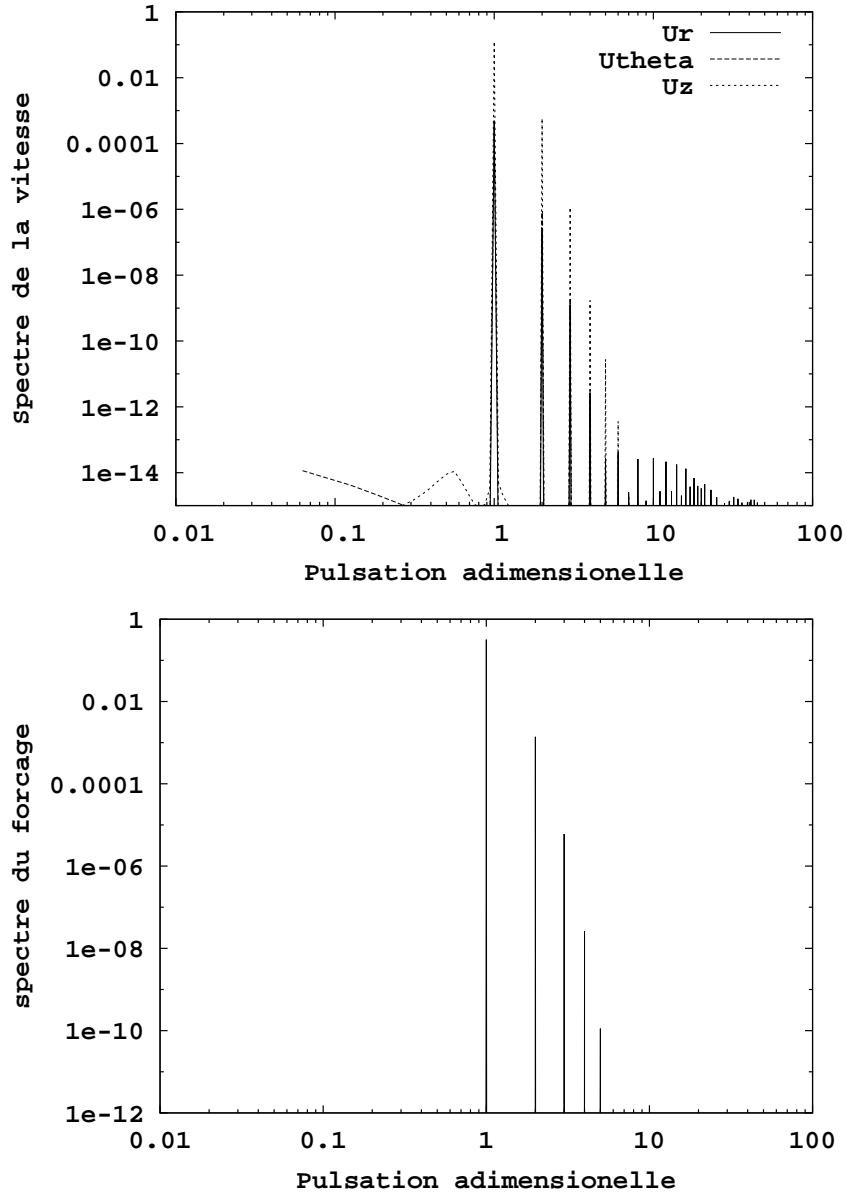 1
0.01
0.0001
1e-06
1e-08
1e-10
1e-12
1e-14
Spectre de la vitesse
Ur
Utheta
Uz
0.01 0.1 1 10 100
Pulsation adimensionelle
1
0.01
0.0001
1e-06
1e-08
1e-10
1e-12
spectre du forcage
0.01 0.1 1 10 100
Pulsation adimensionelle